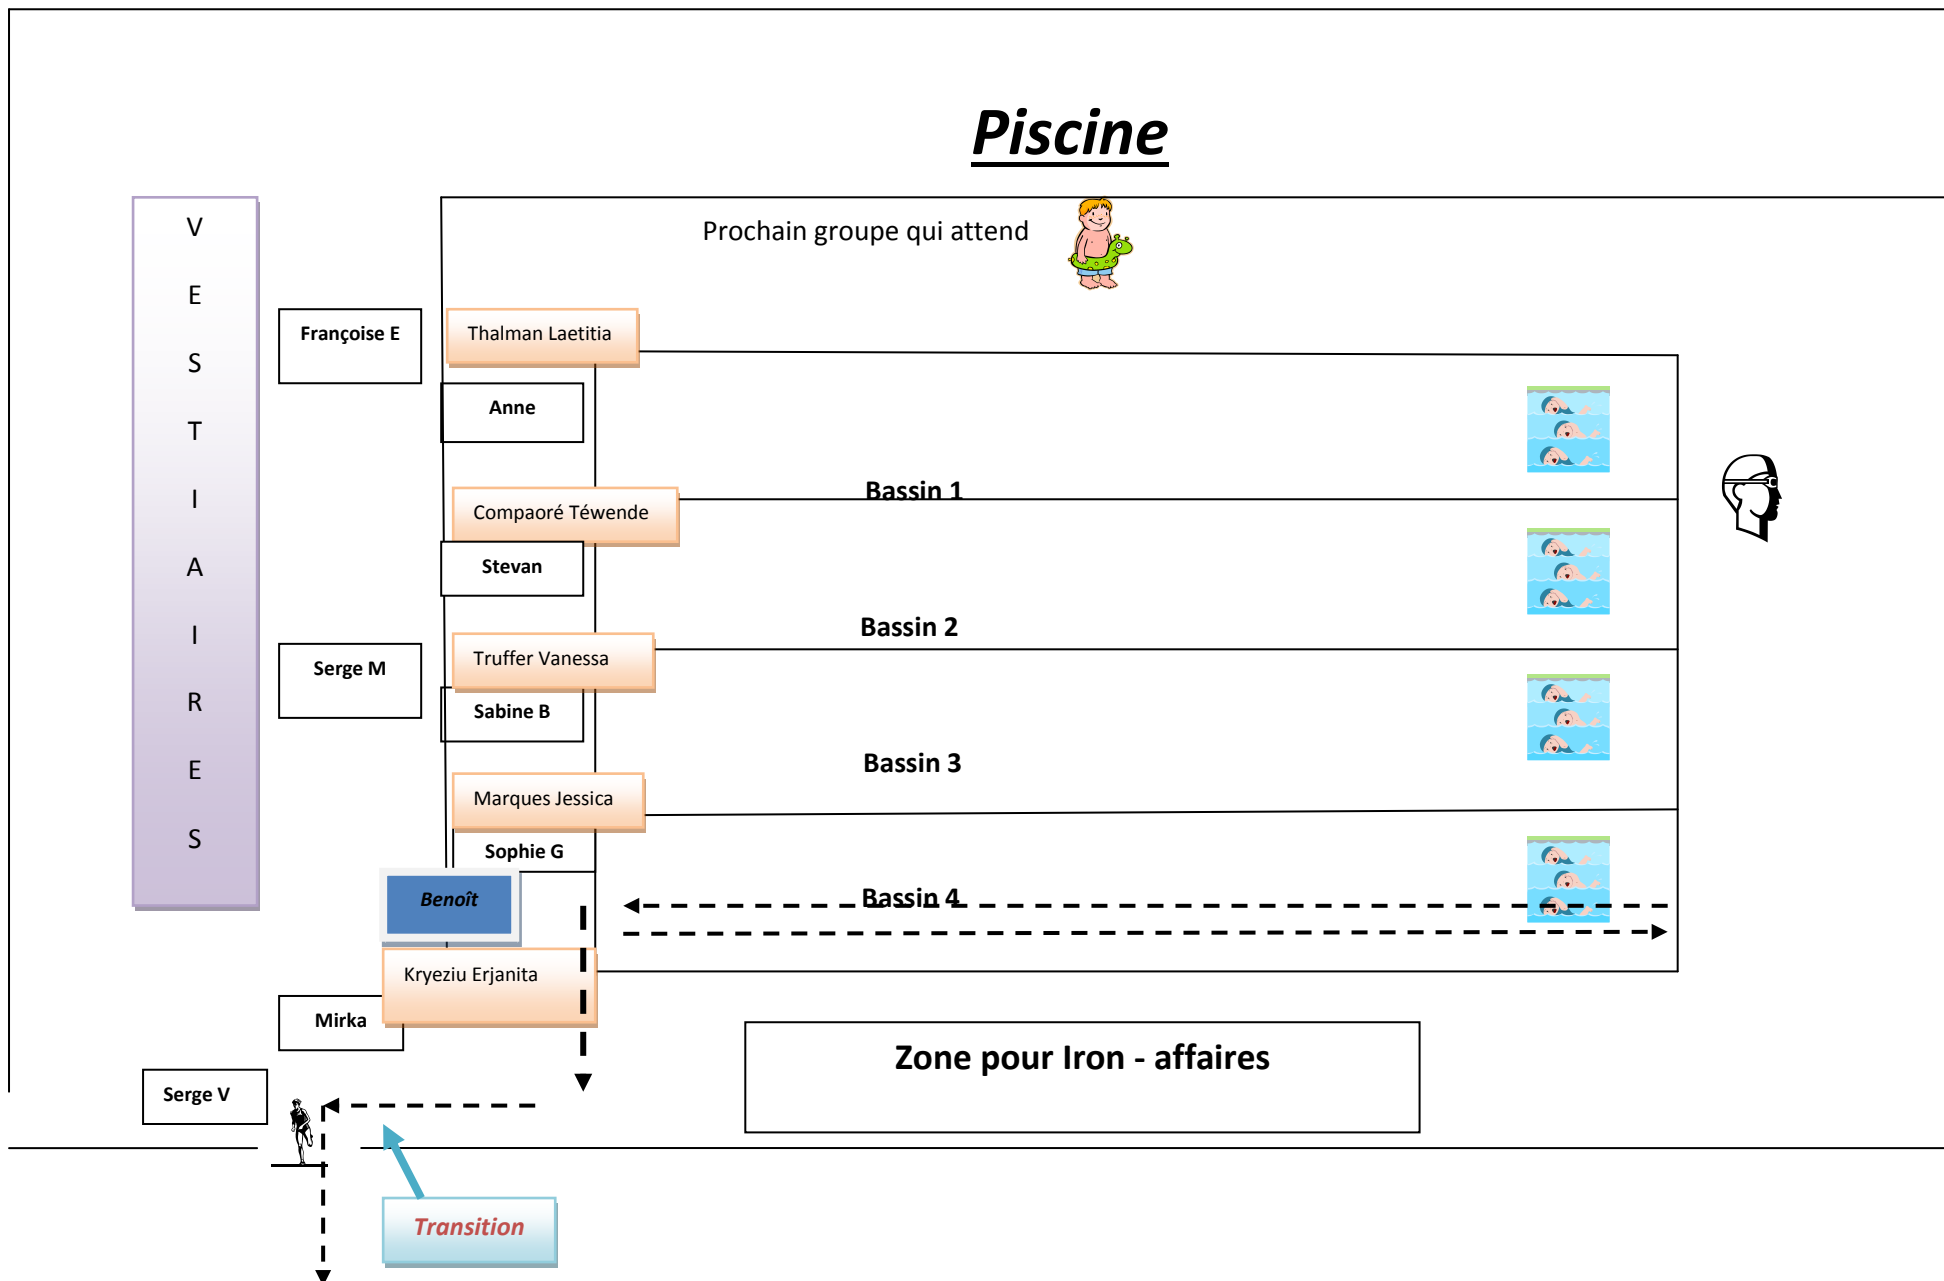 Piscine
Prochain groupe qui attend
V
E
S
T
I
A
I
R
E
S
Françoise E
Thalman Laetitia
Anne
Bassin 1
Compaoré Téwende
Stevan
Bassin 2
Serge M
Truffer Vanessa
Sabine B
Bassin 3
Marques Jessica
Sophie G
Benoît
Bassin 4
Kryeziu Erjanita
Mirka
Zone pour Iron - affaires
Serge V
Transition